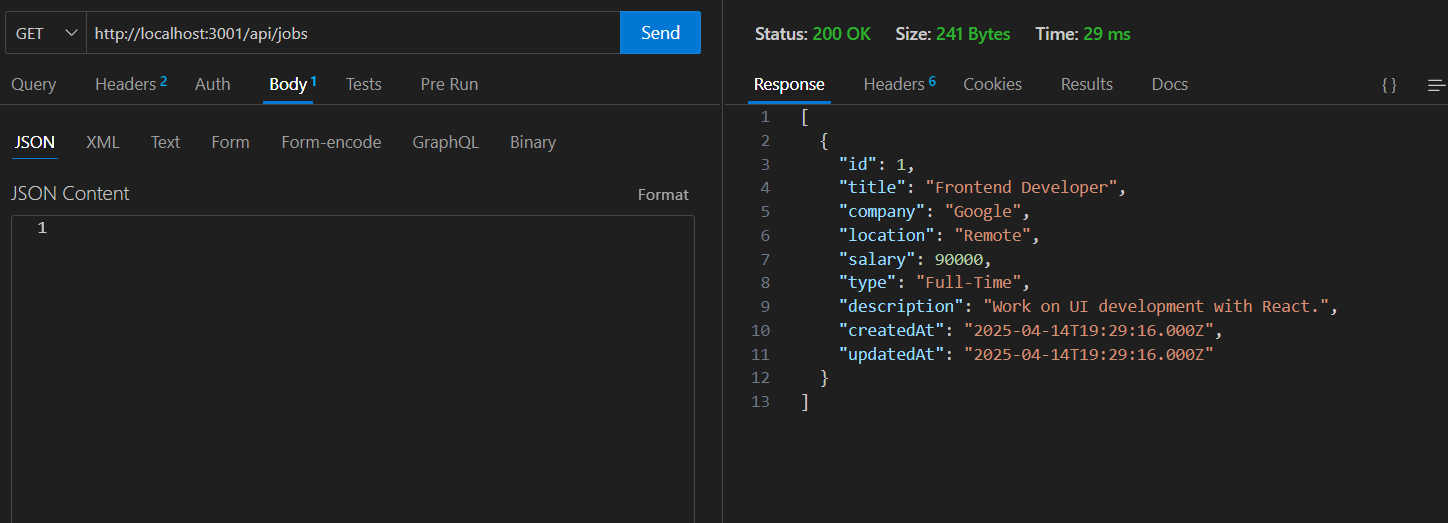 GET http://localhost:3001/api/jobs Send
Query Headers 2 Auth Body 1 Tests Pre Run
JSON XML Text Form Form-encode GraphQL Binary
JSON Content Format
1
Status: 200 OK Size: 241 Bytes Time: 29 ms
Response Headers 6 Cookies Results Docs { }
1 [
2 {
3 "id": 1,
4 "title": "Frontend Developer",
5 "company": "Google",
6 "location": "Remote",
7 "salary": 90000,
8 "type": "Full-Time",
9 "description": "Work on UI development with React.",
10 "createdAt": "2025-04-14T19:29:16.000Z",
11 "updatedAt": "2025-04-14T19:29:16.000Z"
12 }
13 ]